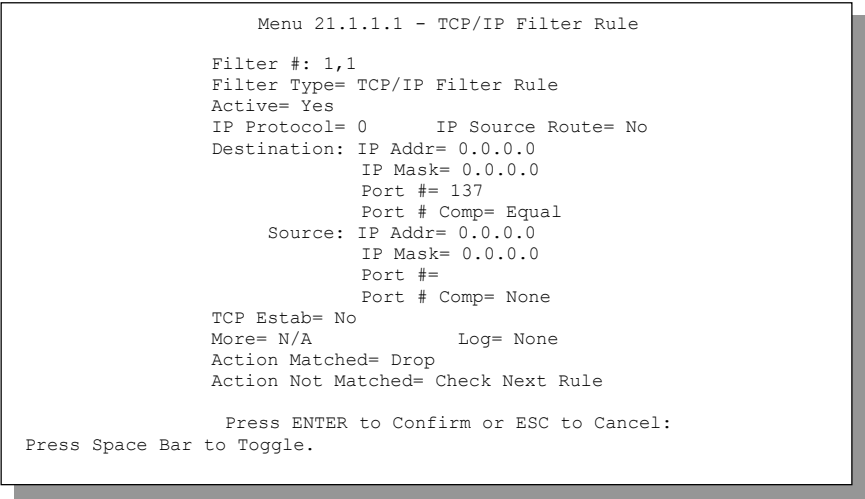 Menu 21.1.1.1 - TCP/IP Filter Rule
Filter #: 1,1
Filter Type= TCP/IP Filter Rule
Active= Yes
IP Protocol= 0 IP Source Route= No
Destination: IP Addr= 0.0.0.0
IP Mask= 0.0.0.0
Port #= 137
Port # Comp= Equal
Source: IP Addr= 0.0.0.0
IP Mask= 0.0.0.0
Port #=
Port # Comp= None
TCP Estab= No
More= N/A Log= None
Action Matched= Drop
Action Not Matched= Check Next Rule
Press ENTER to Confirm or ESC to Cancel:
Press Space Bar to Toggle.